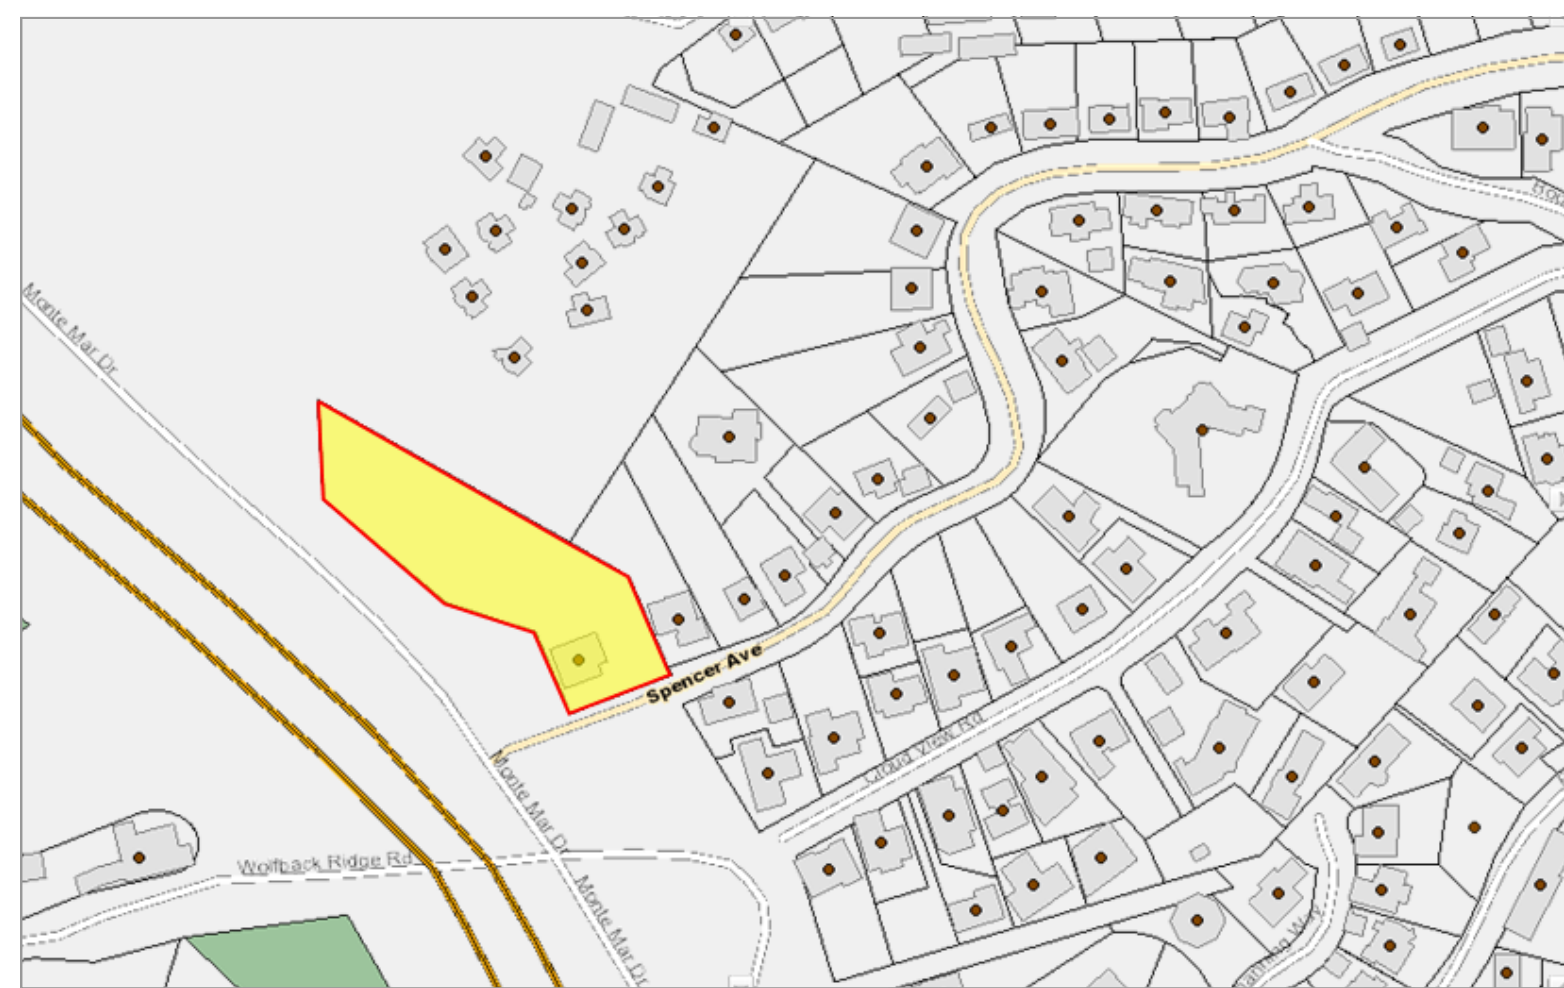 Monte Mar Dr
Spencer Ave
Cloud View Rd
Monte Mar Dr
Wolfback Ridge Rd
Monte Mar Dr